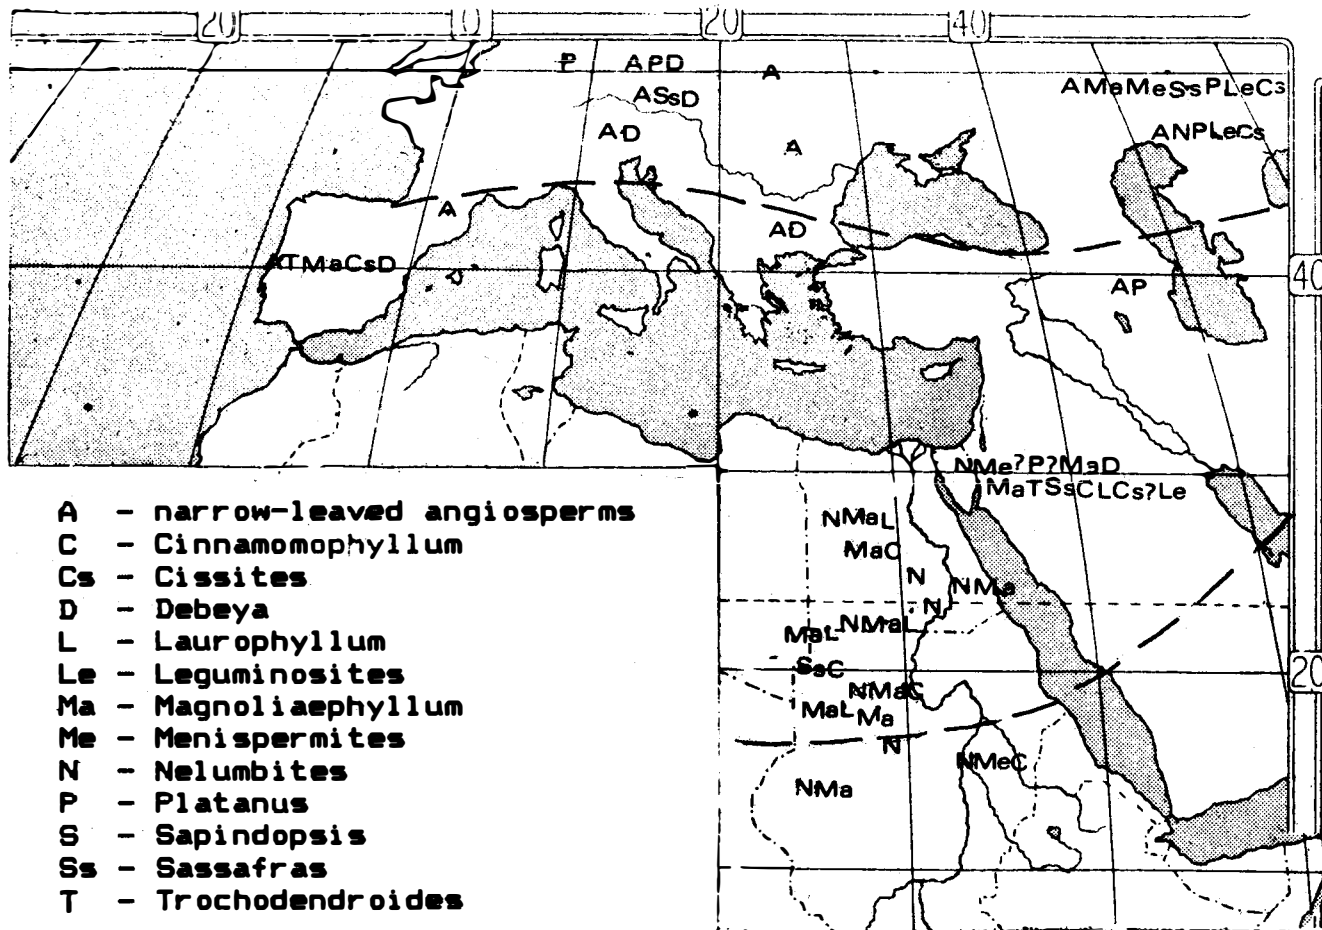 20 10 20 40
P APD A
AMaMeSsPLeCs
ASsD
ANPLeCs
AD
A
A
AD
ATMaCsD
40
AP
NMe?P?MaD
MaTSsCLCs?Le
A - narrow-leaved angiosperms
NMaL
C - Cinnamomophyllum
MaC
Cs - Cissites
N
NMa
D - Debeya
N
L - Laurophyllum
NMaL
MaL
Le - Leguminosites
SsC
20
NMaC
Ma - Magnoliaephyllum
MaL Ma
Me - Menispermites
N
NMeC
N - Nelumbites
NMa
P - Platanus
S - Sapindopsis
Ss - Sassafras
T - Trochodendroides